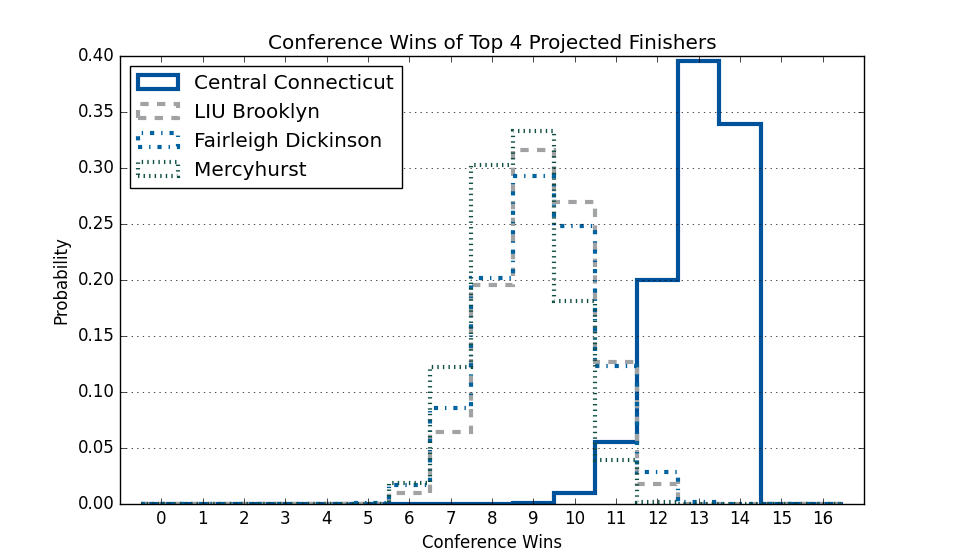 Conference Wins of Top 4 Projected Finishers
Central Connecticut
LIU Brooklyn
Fairleigh Dickinson
Mercyhurst
Probability
0.40
0.35
0.30
0.25
0.20
0.15
0.10
0.05
0.00
0 1 2 3 4 5 6 7 8 9 10 11 12 13 14 15 16
Conference Wins